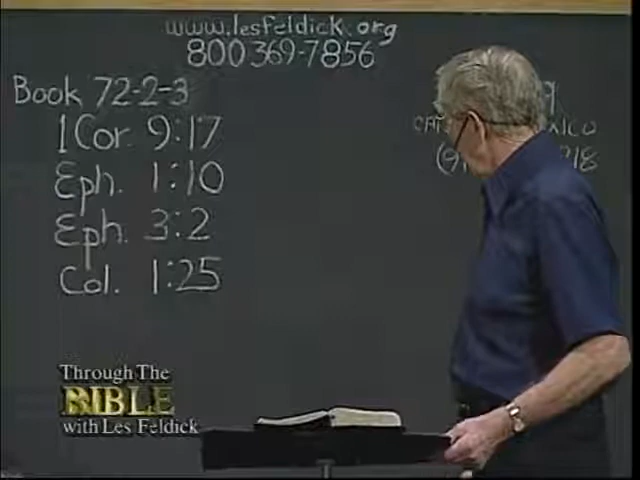 www.lesfeldick.org
800 369-7856
Book 72-2-3
1 Cor. 9:17
Eph. 1:10
Eph. 3:2
Col. 1:25
Through The
BIBLE
with Les Feldick